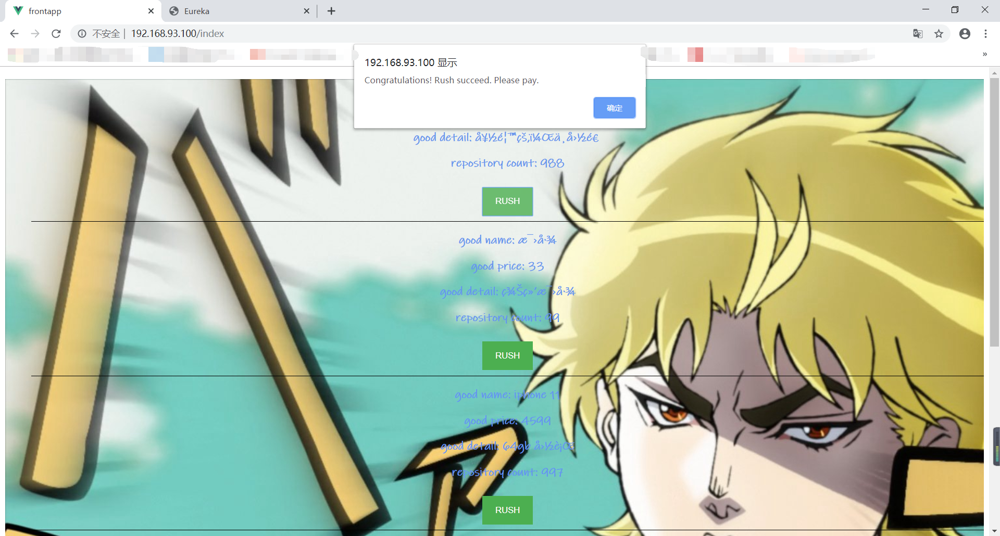 frontapp
Eureka
不安全 | 192.168.93.100/index
192.168.93.100 显示
Congratulations! Rush succeed. Please pay.
确定
good detail: å¥½é¦™çš‚ï¼Œä¸å›½é€
repository count: 988
RUSH
good name: æ¯›å·¾
good price: 33
good detail: ç¾Šç»’æ¯›å·¾
repository count: 99
RUSH
good name: iphone 11
good price: 4599
good detail: 64gb å›½è¡Œ
repository count: 997
RUSH